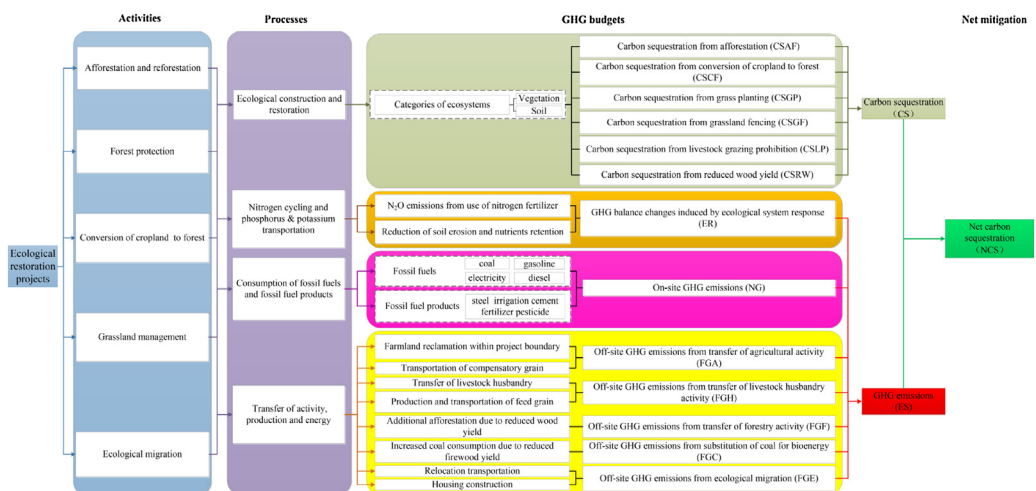 Activities
Processes
GHG budgets
Net mitigation
Ecological
restoration
projects
Afforestation and reforestation
Forest protection
Conversion of cropland to forest
Grassland management
Ecological migration
Ecological construction and
restoration
Nitrogen cycling and
phosphorus & potassium
transportation
Consumption of fossil fuels
and fossil fuel products
Transfer of activity,
production and energy
Categories of ecosystems
Vegetation
Soil
Carbon sequestration from afforestation (CSAF)
Carbon sequestration from conversion of cropland to forest
(CSCF)
Carbon sequestration from grass planting (CSGP)
Carbon sequestration from grassland fencing (CSGF)
Carbon sequestration from livestock grazing prohibition (CSLP)
Carbon sequestration from reduced wood yield (CSRW)
N₂O emissions from use of nitrogen fertilizer
Reduction of soil erosion and nutrients retention
GHG balance changes induced by ecological system response
(ER)
Fossil fuels
coal
gasoline
electricity
diesel
Fossil fuel products
steel irrigation cement
fertilizer pesticide
On-site GHG emissions (NG)
Farmland reclamation within project boundary
Transportation of compensatory grain
Transfer of livestock husbandry
Production and transportation of feed grain
Additional afforestation due to reduced wood
yield
Increased coal consumption due to reduced
firewood yield
Relocation transportation
Housing construction
Off-site GHG emissions from transfer of agricultural activity
(FGA)
Off-site GHG emissions from transfer of livestock husbandry
activity (FGH)
Off-site GHG emissions from transfer of forestry activity (FGF)
Off-site GHG emissions from substitution of coal for bioenergy
(FGC)
Off-site GHG emissions from ecological migration (FGE)
Carbon sequestration
（CS）
GHG emissions
(ES)
Net carbon
sequestration
（NCS）